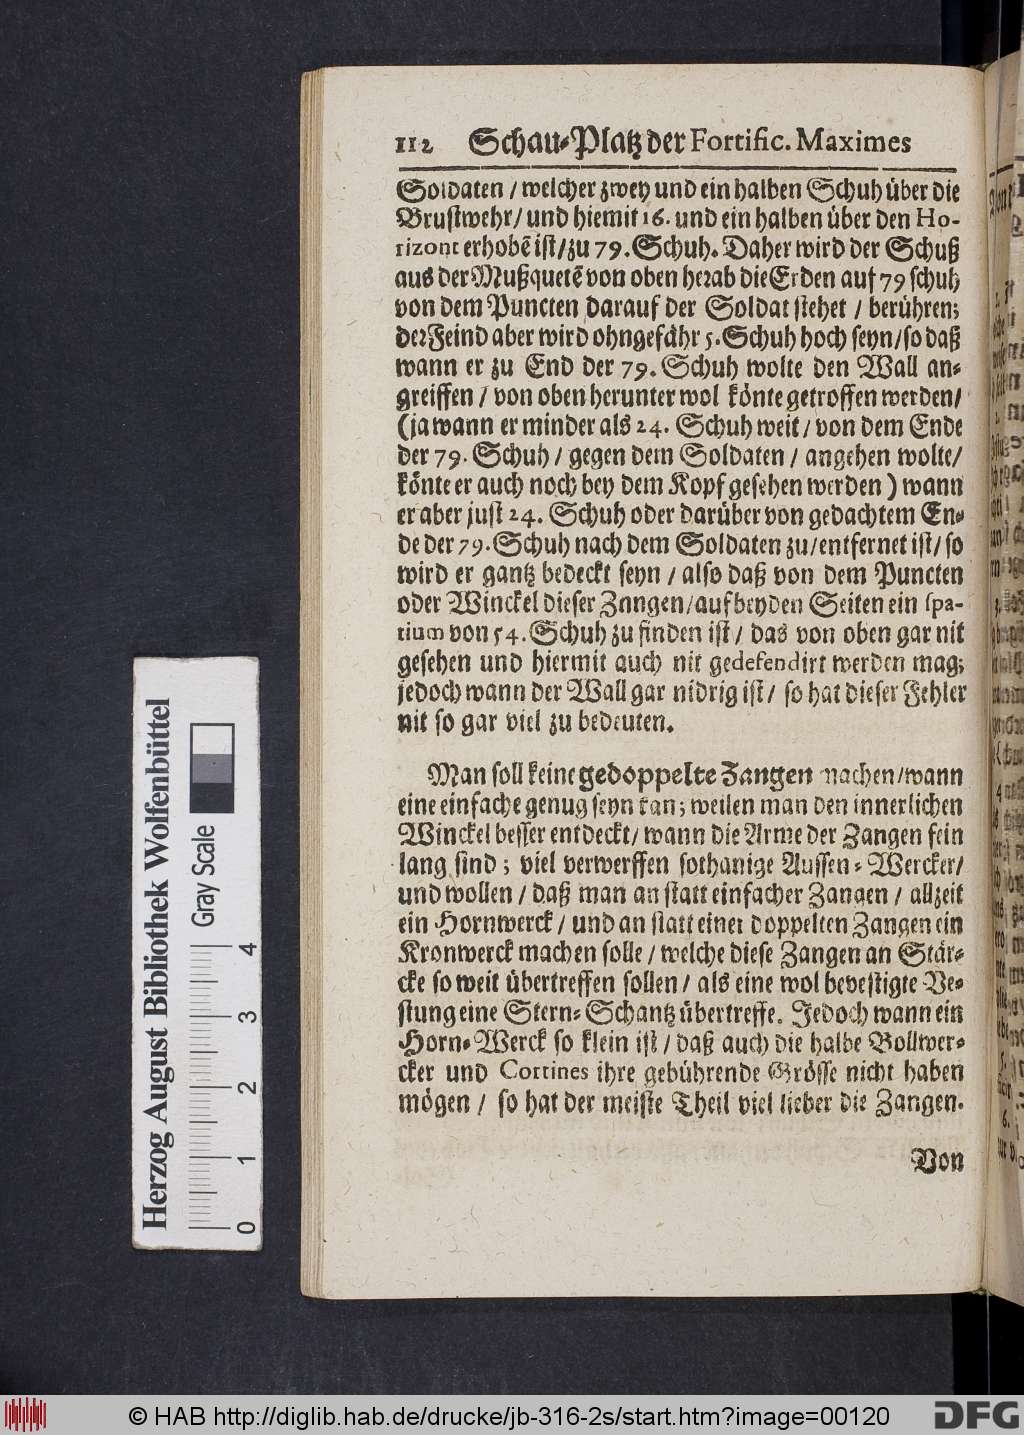 112 Schau-Platz der Fortific. Maximes
Soldaten / welcher zwey und ein halben Schuh über die
Brustwehr / und hiemit 16. und ein halben über den Ho-
rizont erhobẽ ist / zu 79. Schuh. Daher wird der Schuß
aus der Mußquetẽ von oben herab die Erden auf 79 schuh
von dem Puncten darauf der Soldat stehet / berühren;
der Feind aber wird ohngefähr 5. Schuh hoch seyn / so daß
wann er zu End der 79. Schuh wolte den Wall an-
greiffen / von oben herunter wol könte getroffen werden /
(ja wann er minder als 24. Schuh weit / von dem Ende
der 79. Schuh / gegen dem Soldaten / angehen wolte /
könte er auch noch bey dem Kopf gesehen werden) wann
er aber just 24. Schuh oder darüber von gedachtem En-
de der 79. Schuh nach dem Soldaten zu / entfernet ist / so
wird er gantz bedeckt seyn / also daß von dem Puncten
oder Winckel dieser Zangen / auf beyden Seiten ein spa-
tium von 54. Schuh zu finden ist / das von oben gar nit
gesehen und hiermit auch nit gedefendirt werden mag;
jedoch wann der Wall gar nidrig ist / so hat dieser Fehler
nit so gar viel zu bedeuten.
Man soll keine gedoppelte Zangen machen / wann
eine einfache genug seyn kan; weilen man den innerlichen
Winckel besser entdeckt / wann die Arme der Zangen fein
lang sind; viel verwerffen sothanige Aussen-Wercker /
und wollen / daß man an statt einfacher Zangen / allzeit
ein Hornwerck / und an statt einer doppelten Zangen ein
Kronwerck machen solle / welche diese Zangen an Stär-
cke so weit übertreffen sollen / als eine wol bevestigte Ve-
stung eine Stern-Schantz übertreffe. Jedoch wann ein
Horn-Werck so klein ist / daß auch die halbe Bollwer-
cker und Cortines ihre gebührende Grösse nicht haben
mögen / so hat der meiste Theil viel lieber die Zangen.
Von
Herzog August Bibliothek Wolfenbüttel
Gray Scale
0 1 2 3 4
© HAB http://diglib.hab.de/drucke/jb-316-2s/start.htm?image=00120
DFG